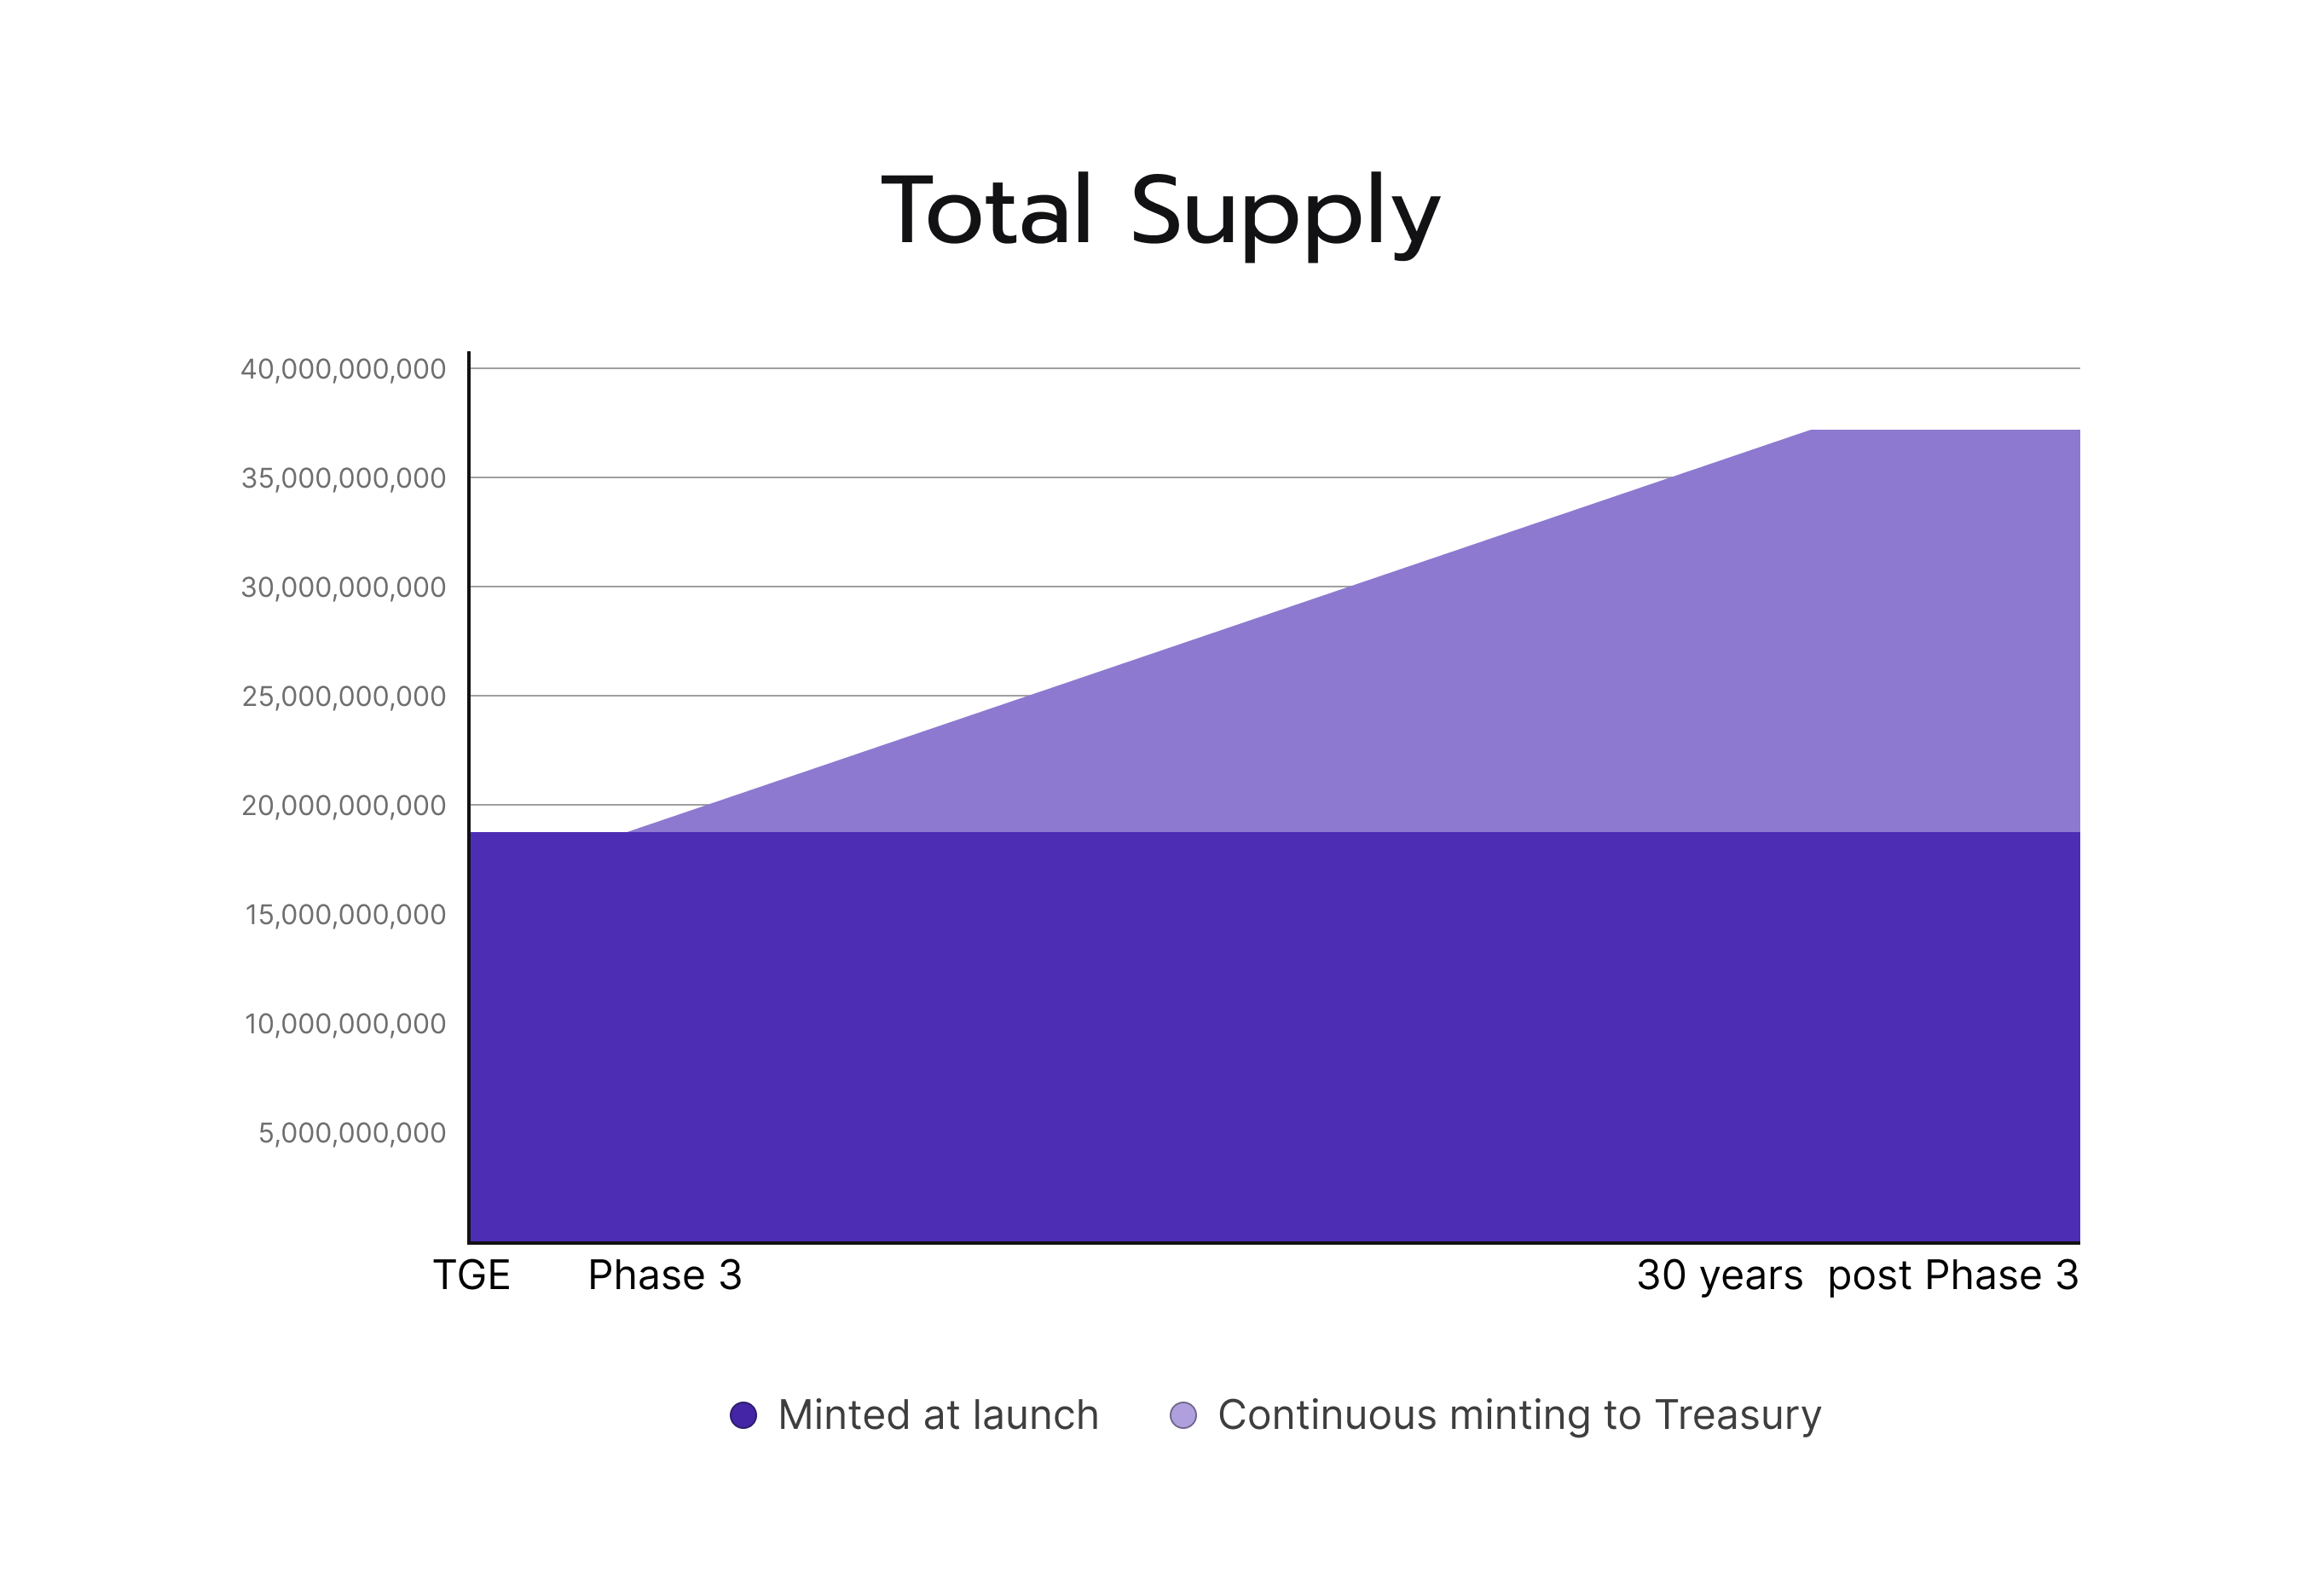 Total Supply
40,000,000,000
35,000,000,000
30,000,000,000
25,000,000,000
20,000,000,000
15,000,000,000
10,000,000,000
5,000,000,000
TGE Phase 3 30 years post Phase 3
Minted at launch Continuous minting to Treasury